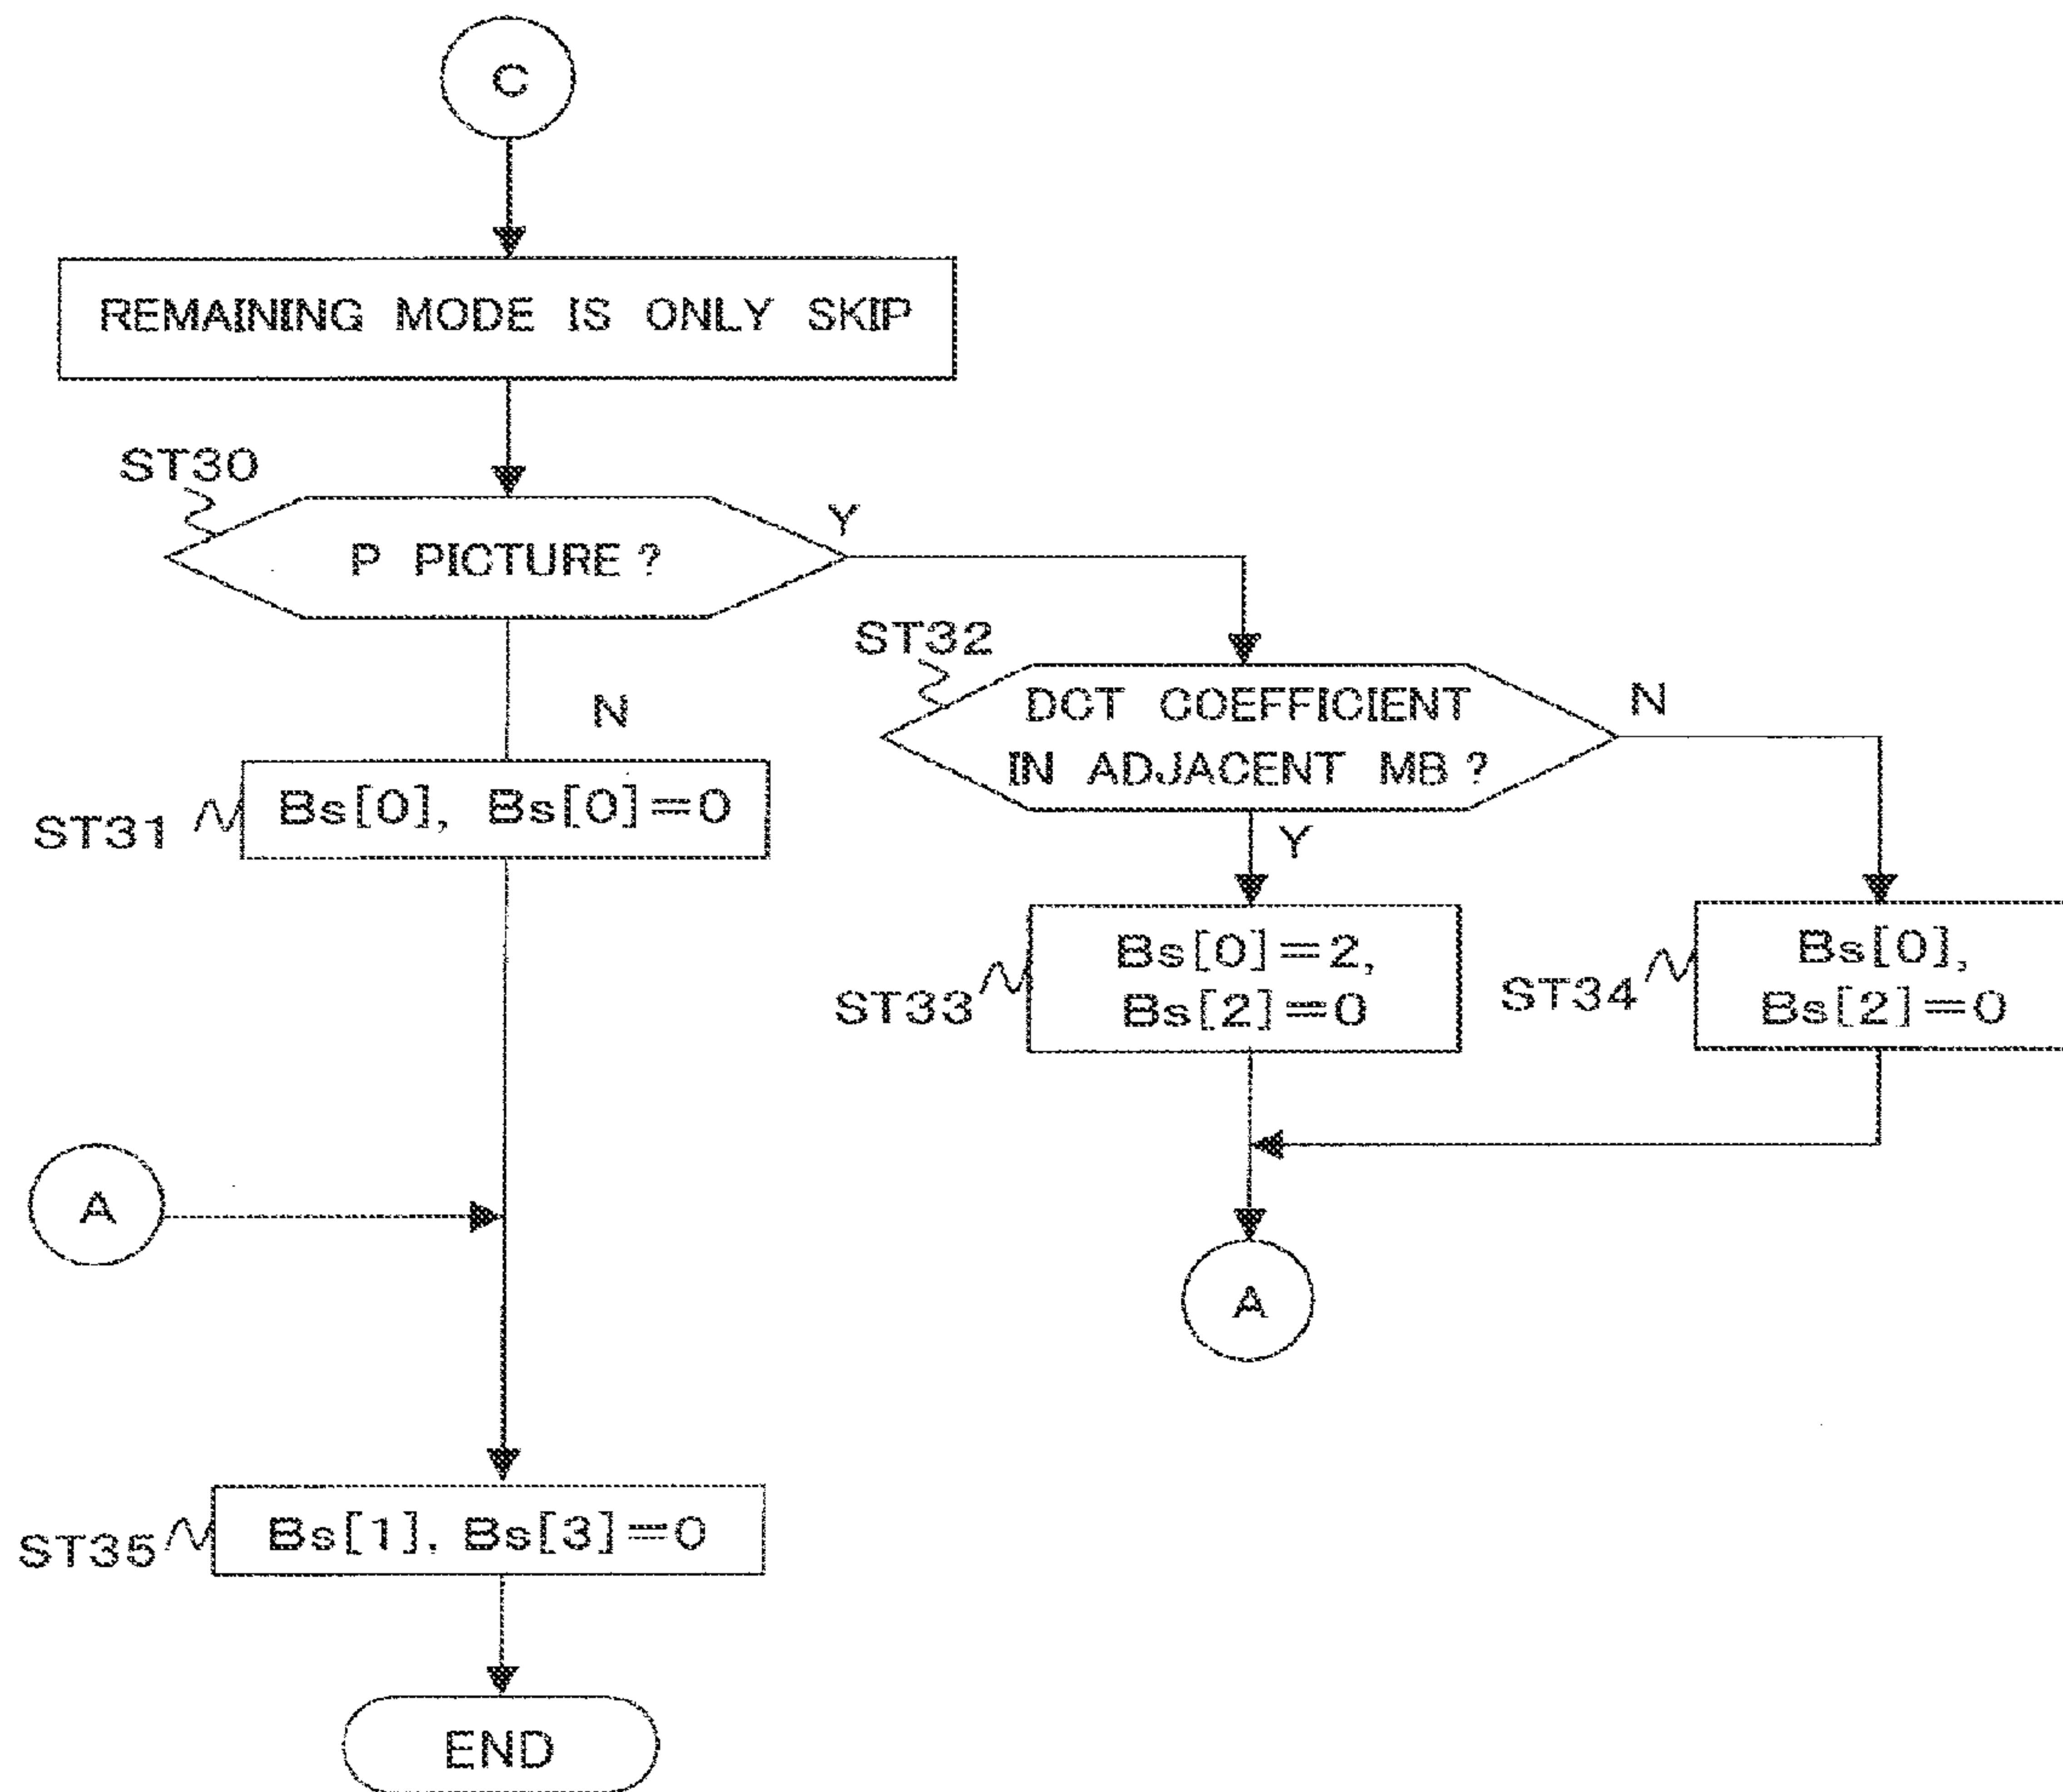 C
REMAINING MODE IS ONLY SKIP
ST30
P PICTURE ?
Y
N
ST31
Bs[0], Bs[0]=0
ST32
DCT COEFFICIENT
IN ADJACENT MB ?
N
Y
ST33
Bs[0]=2,
Bs[2]=0
ST34
Bs[0],
Bs[2]=0
A
A
ST35
Bs[1], Bs[3]=0
END